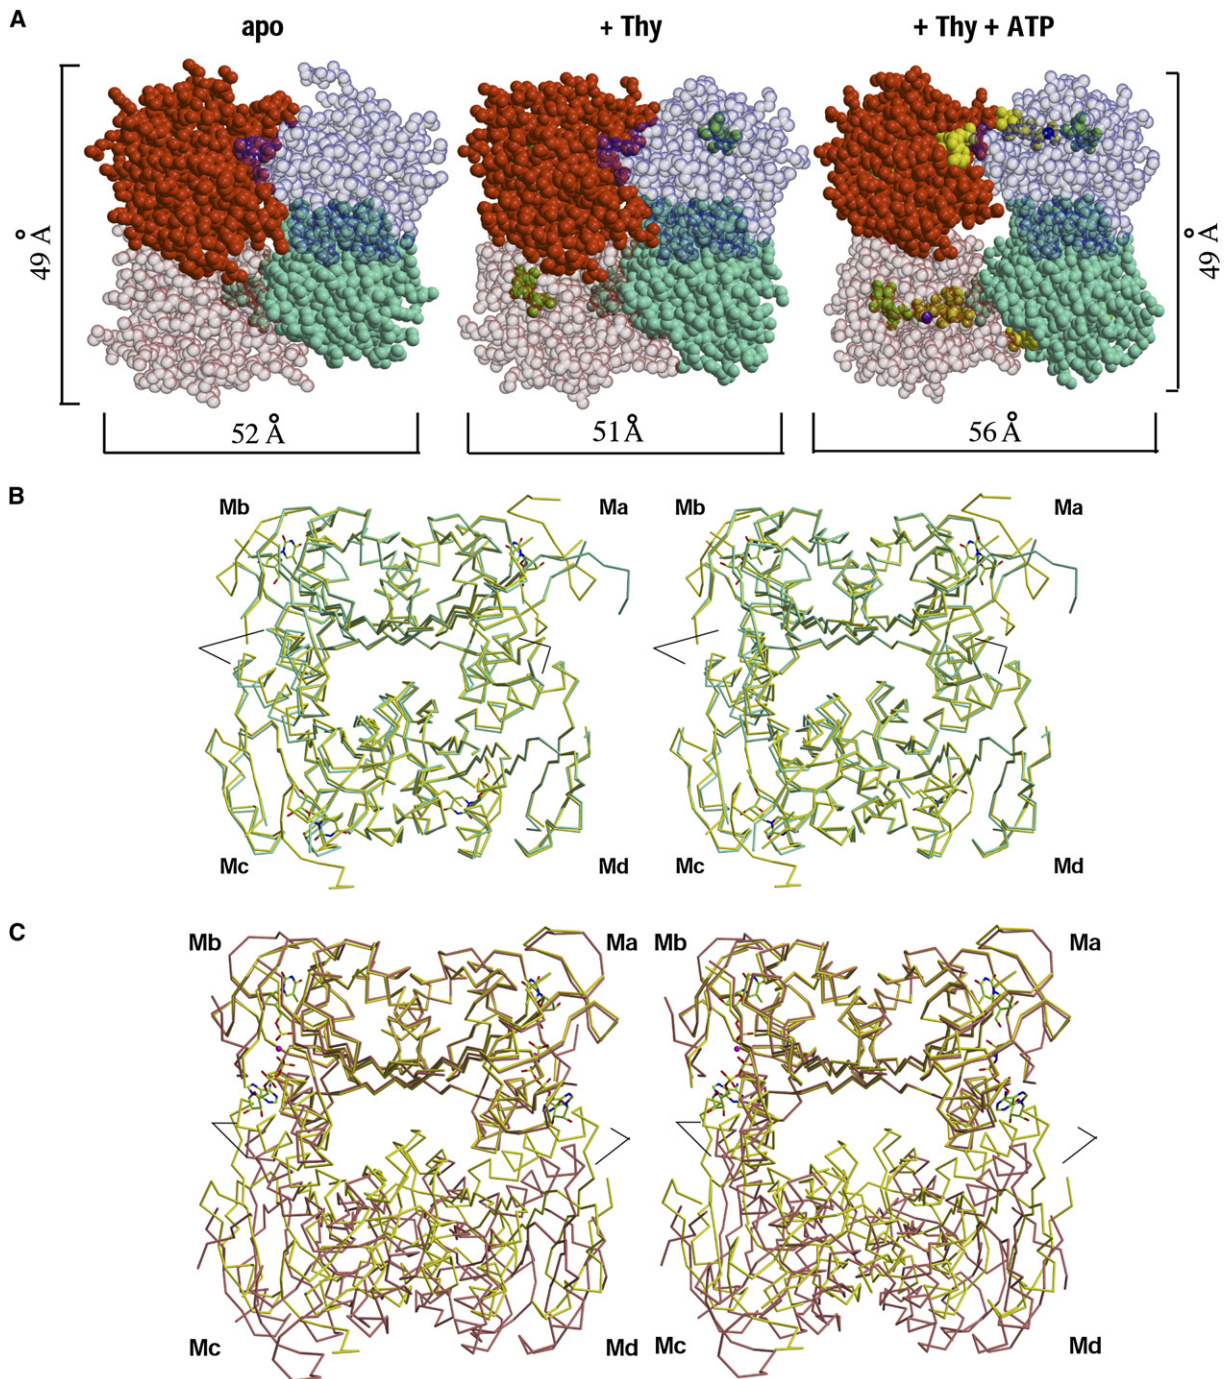 A
apo + Thy + Thy + ATP
49 Å 49 Å
52 Å 51Å 56 Å
B
Mb Ma Mb Ma
Mc Md Mc Md
C
Mb Ma Mb Ma
Mc Md Mc Md